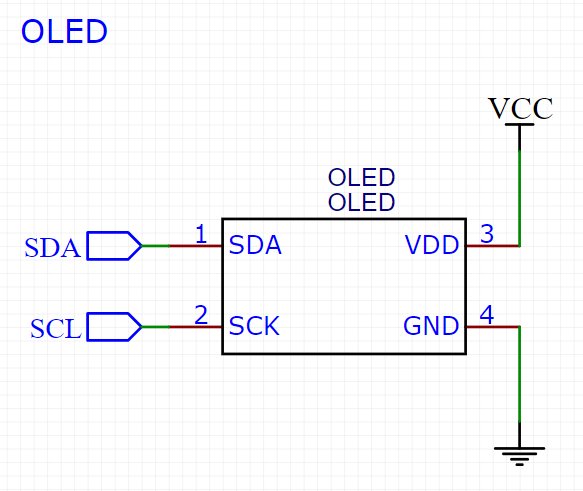 OLED
VCC
OLED
OLED
SDA 1 SDA VDD 3
SCL 2 SCK GND 4